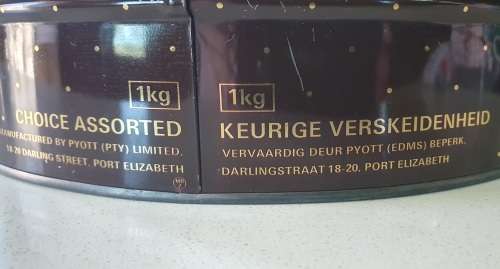 1kg
CHOICE ASSORTED
MANUFACTURED BY PYOTT (PTY) LIMITED.
18-20 DARLING STREET. PORT ELIZABETH
1kg
KEURIGE VERSKEIDENHEID
VERVAARDIG DEUR PYOTT (EDMS) BEPERK.
DARLINGSTRAAT 18-20. PORT ELIZABETH